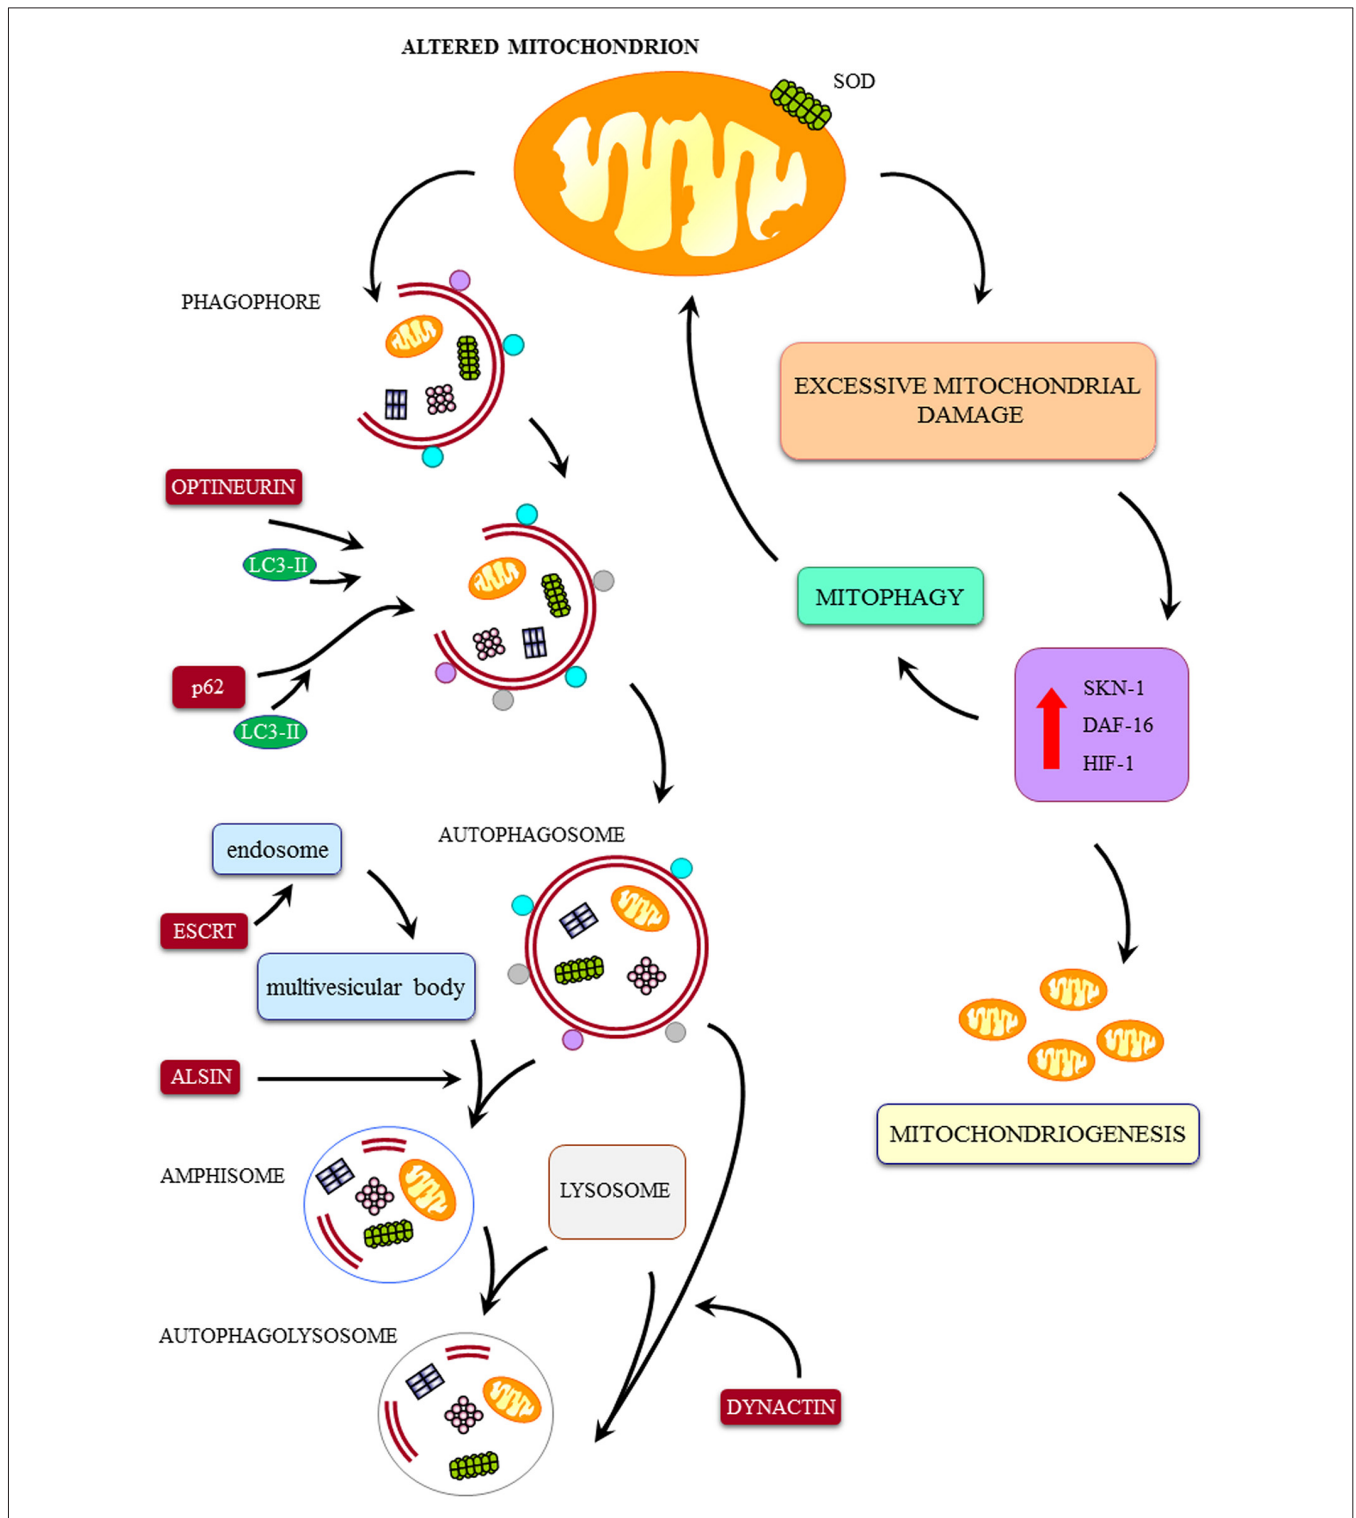 ALTERED MITOCHONDRION
SOD
PHAGOPHORE
EXCESSIVE MITOCHONDRIAL
DAMAGE
OPTINEURIN
LC3-II
MITOPHAGY
p62
LC3-II
SKN-1
DAF-16
HIF-1
endosome
AUTOPHAGOSOME
ESCRT
multivesicular body
ALSIN
MITOCHONDRIOGENESIS
AMPHISOME
LYSOSOME
AUTOPHAGOLYSOSOME
DYNACTIN